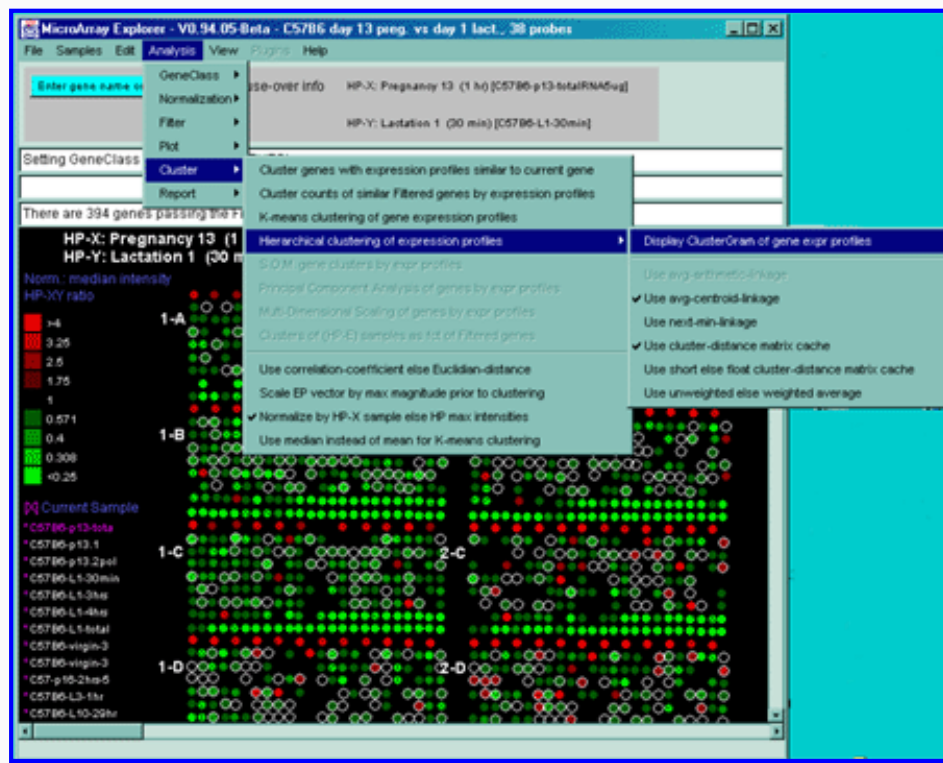 MicroArray Explorer - V0.94.05-Beta - C57B6 day 13 preg. vs day 1 lact., 38 probes
File Samples Edit Analysis View Plugins Help
Enter gene name
use-over info
HP-X: Pregnancy 13 (1 hr) [C57B6-p13-totalRNA5ug]
HP-Y: Lactation 1 (30 min) [C57B6-L1-30min]
GeneClass
Normalization
Filter
Plot
Cluster
Report
Setting GeneClass
There are 394 genes passing the Fi
Cluster genes with expression profiles similar to current gene
Cluster counts of similar Filtered genes by expression profiles
K-means clustering of gene expression profiles
Hierarchical clustering of expression profiles
S.O.M. gene clusters by expr profiles
Principal Component Analysis of genes by expr profiles
Multi-Dimensional Scaling of genes by expr profiles
Clusters of (HP-E) samples as fct of Filtered genes
Use correlation-coefficient else Euclidian-distance
Scale EP vector by max magnitude prior to clustering
Normalize by HP-X sample else HP max intensities
Use median instead of mean for K-means clustering
Display ClusterGram of gene expr profiles
Use avg-arithmetic-linkage
Use avg-centroid-linkage
Use next-min-linkage
Use cluster-distance matrix cache
Use short else float cluster-distance matrix cache
Use unweighted else weighted average
HP-X: Pregnancy 13 (1
HP-Y: Lactation 1 (30 m
Norm.: median intensity
HP-XY ratio
>4
3.25
2.5
1.75
1
0.571
0.4
0.308
<0.25
1-A
1-B
1-C
2-C
1-D
2-D
[X] Current Sample
*C57B6-p13-tota
*C57B6-p13.1
*C57B6-p13.2pol
*C57B6-L1-30min
*C57B6-L1-3hrs
*C57B6-L1-4hrs
*C57B6-L1-total
*C57B6-virgin-3
*C57B6-virgin-3
*C57-p16-2hrs-5
*C57B6-L3-1hr
*C57B6-L10-29hr